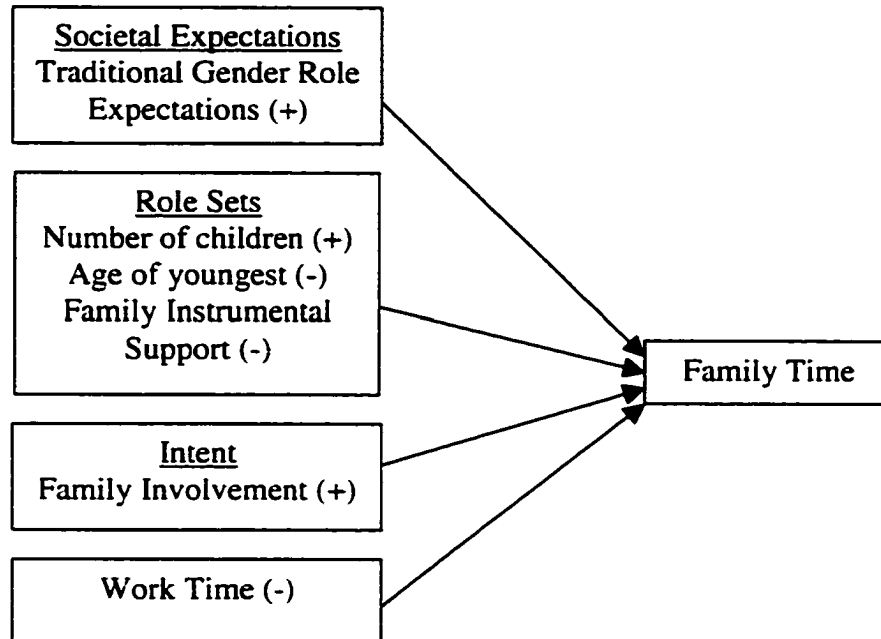 Societal Expectations
Traditional Gender Role
Expectations (+)
Role Sets
Number of children (+)
Age of youngest (-)
Family Instrumental
Support (-)
Intent
Family Involvement (+)
Work Time (-)
Family Time